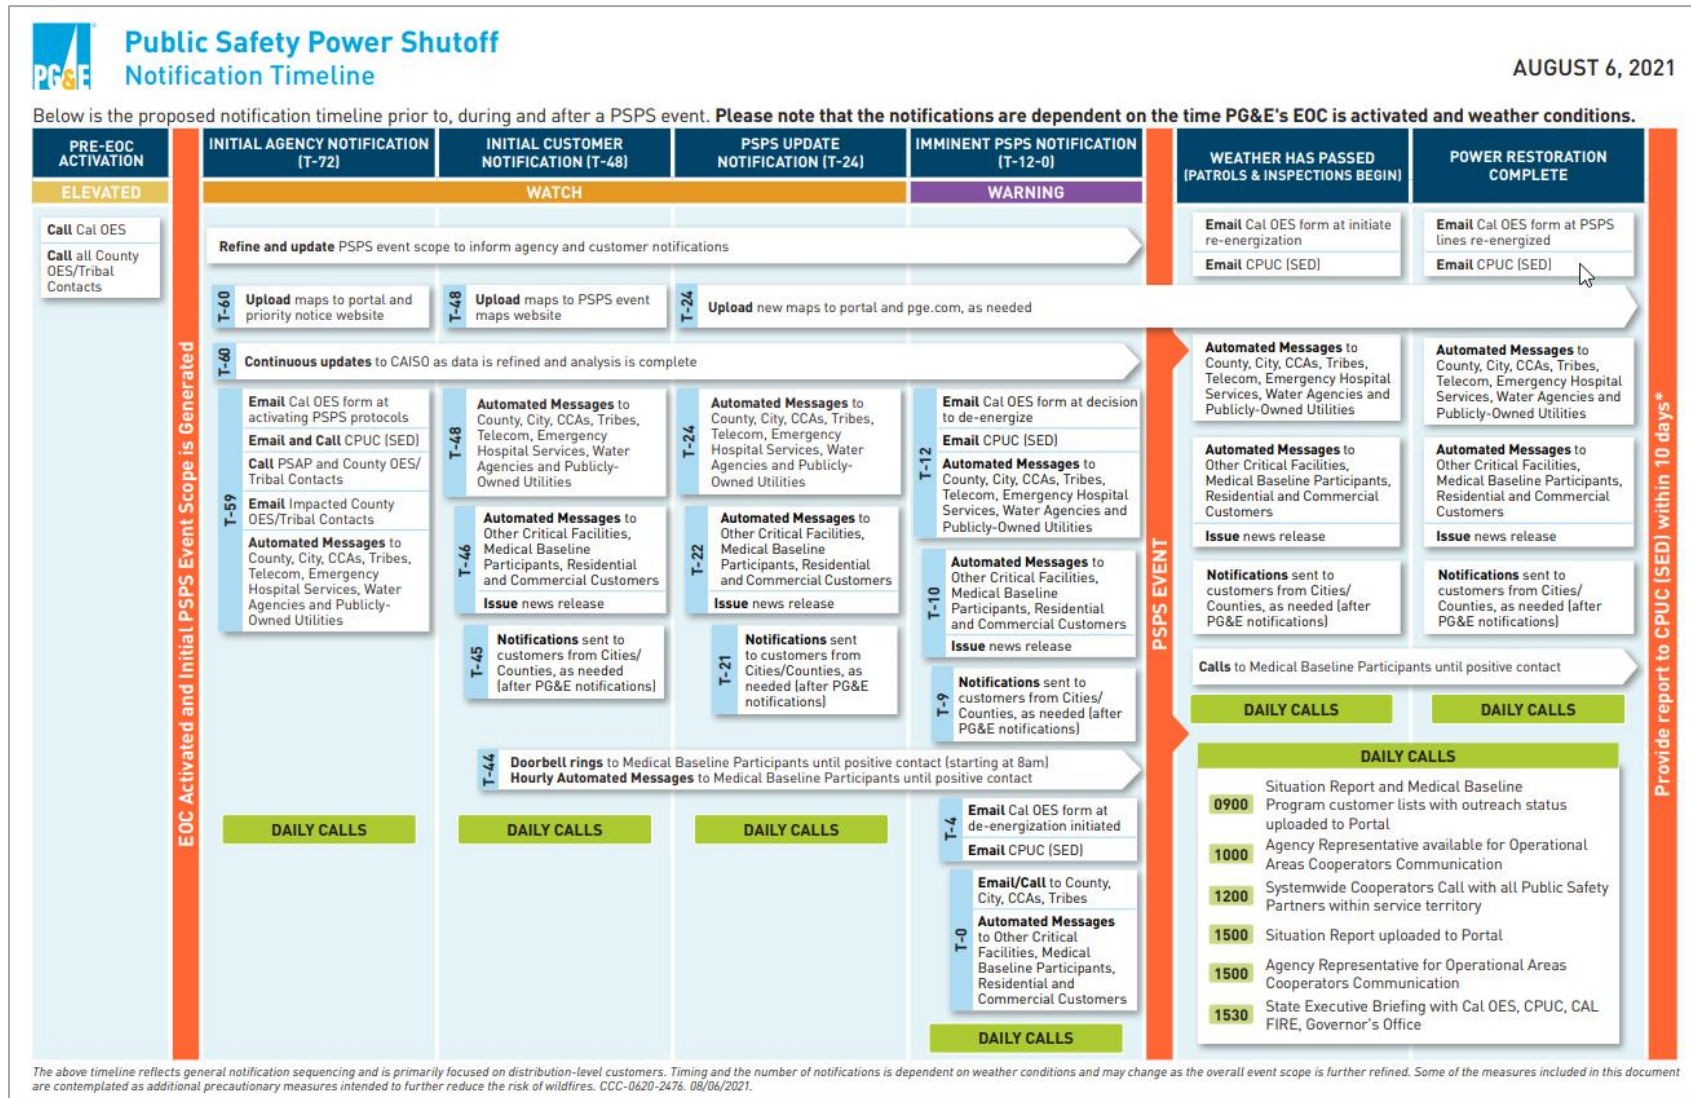 PG&E
Public Safety Power Shutoff
Notification Timeline
AUGUST 6, 2021
Below is the proposed notification timeline prior to, during and after a PSPS event. Please note that the notifications are dependent on the time PG&E's EOC is activated and weather conditions.
PRE-EOC
ACTIVATION
ELEVATED
Call Cal OES
Call all County
OES/Tribal
Contacts
EOC Activated and Initial PSPS Event Scope is Generated
INITIAL AGENCY NOTIFICATION
(T-72)
INITIAL CUSTOMER
NOTIFICATION (T-48)
PSPS UPDATE
NOTIFICATION (T-24)
IMMINENT PSPS NOTIFICATION
(T-12-0)
WATCH
WARNING
Refine and update PSPS event scope to inform agency and customer notifications
T-60
Upload maps to portal and
priority notice website
T-48
Upload maps to PSPS event
maps website
T-24
Upload new maps to portal and pge.com, as needed
T-60
Continuous updates to CAISO as data is refined and analysis is complete
T-59
Email Cal OES form at
activating PSPS protocols
Email and Call CPUC (SED)
Call PSAP and County OES/
Tribal Contacts
Email Impacted County
OES/Tribal Contacts
Automated Messages to
County, City, CCAs, Tribes,
Telecom, Emergency
Hospital Services, Water
Agencies and Publicly-
Owned Utilities
DAILY CALLS
T-48
Automated Messages to
County, City, CCAs, Tribes,
Telecom, Emergency
Hospital Services, Water
Agencies and Publicly-
Owned Utilities
T-46
Automated Messages to
Other Critical Facilities,
Medical Baseline
Participants, Residential
and Commercial Customers
Issue news release
T-45
Notifications sent to
customers from Cities/
Counties, as needed
(after PG&E notifications)
T-44
Doorbell rings to Medical Baseline Participants until positive contact (starting at 8am)
Hourly Automated Messages to Medical Baseline Participants until positive contact
DAILY CALLS
T-24
Automated Messages to
County, City, CCAs, Tribes,
Telecom, Emergency
Hospital Services, Water
Agencies and Publicly-
Owned Utilities
T-22
Automated Messages to
Other Critical Facilities,
Medical Baseline
Participants, Residential
and Commercial Customers
Issue news release
T-21
Notifications sent
to customers from
Cities/Counties, as
needed (after PG&E
notifications)
DAILY CALLS
T-12
Email Cal OES form at decision
to de-energize
Email CPUC (SED)
Automated Messages to
County, City, CCAs, Tribes,
Telecom, Emergency Hospital
Services, Water Agencies and
Publicly-Owned Utilities
T-10
Automated Messages to
Other Critical Facilities,
Medical Baseline
Participants, Residential
and Commercial Customers
Issue news release
T-9
Notifications sent to
customers from Cities/
Counties, as needed (after
PG&E notifications)
T-4
Email Cal OES form at
de-energization initiated
Email CPUC (SED)
T-0
Email/Call to County,
City, CCAs, Tribes
Automated Messages
to Other Critical
Facilities, Medical
Baseline Participants,
Residential and
Commercial Customers
DAILY CALLS
PSPS EVENT
WEATHER HAS PASSED
(PATROLS & INSPECTIONS BEGIN)
Email Cal OES form at initiate
re-energization
Email CPUC (SED)
Automated Messages to
County, City, CCAs, Tribes,
Telecom, Emergency Hospital
Services, Water Agencies and
Publicly-Owned Utilities
Automated Messages to
Other Critical Facilities,
Medical Baseline Participants,
Residential and Commercial
Customers
Issue news release
Notifications sent to
customers from Cities/
Counties, as needed (after
PG&E notifications)
Calls to Medical Baseline Participants until positive contact
DAILY CALLS
POWER RESTORATION
COMPLETE
Email Cal OES form at PSPS
lines re-energized
Email CPUC (SED)
Automated Messages to
County, City, CCAs, Tribes,
Telecom, Emergency Hospital
Services, Water Agencies and
Publicly-Owned Utilities
Automated Messages to
Other Critical Facilities,
Medical Baseline Participants,
Residential and Commercial
Customers
Issue news release
Notifications sent to
customers from Cities/
Counties, as needed (after
PG&E notifications)
DAILY CALLS
DAILY CALLS
0900
Situation Report and Medical Baseline
Program customer lists with outreach status
uploaded to Portal
1000
Agency Representative available for Operational
Areas Cooperators Communication
1200
Systemwide Cooperators Call with all Public Safety
Partners within service territory
1500
Situation Report uploaded to Portal
1500
Agency Representative for Operational Areas
Cooperators Communication
1530
State Executive Briefing with Cal OES, CPUC, CAL
FIRE, Governor's Office
Provide report to CPUC (SED) within 10 days*
The above timeline reflects general notification sequencing and is primarily focused on distribution-level customers. Timing and the number of notifications is dependent on weather conditions and may change as the overall event scope is further refined. Some of the measures included in this document
are contemplated as additional precautionary measures intended to further reduce the risk of wildfires. CCC-0620-2476. 08/06/2021.